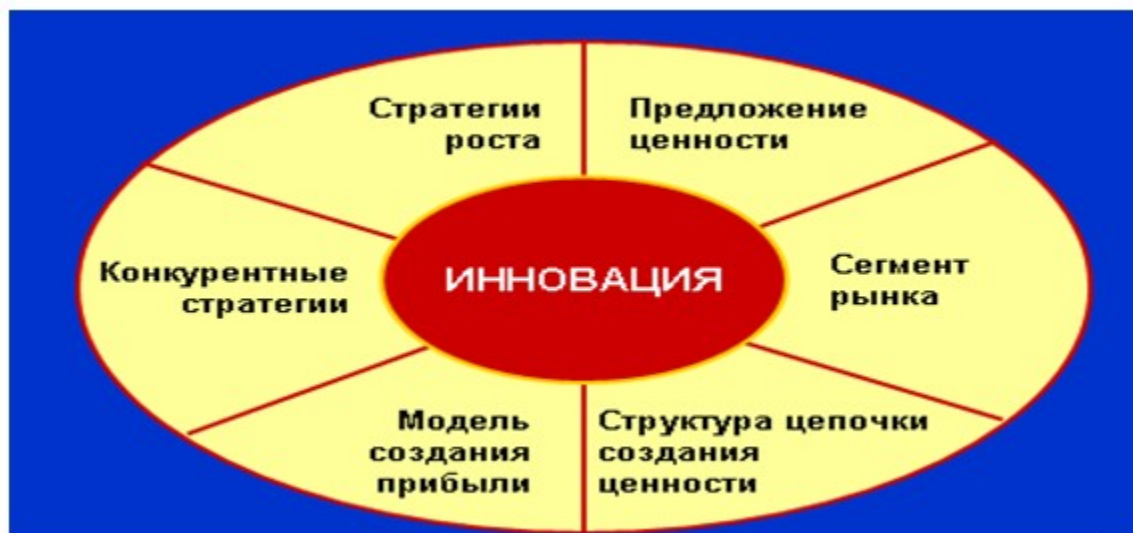 Стратегии
роста
Предложение
ценности
Конкурентные
стратегии
ИННОВАЦИЯ
Сегмент
рынка
Модель
создания
прибыли
Структура цепочки
создания
ценности